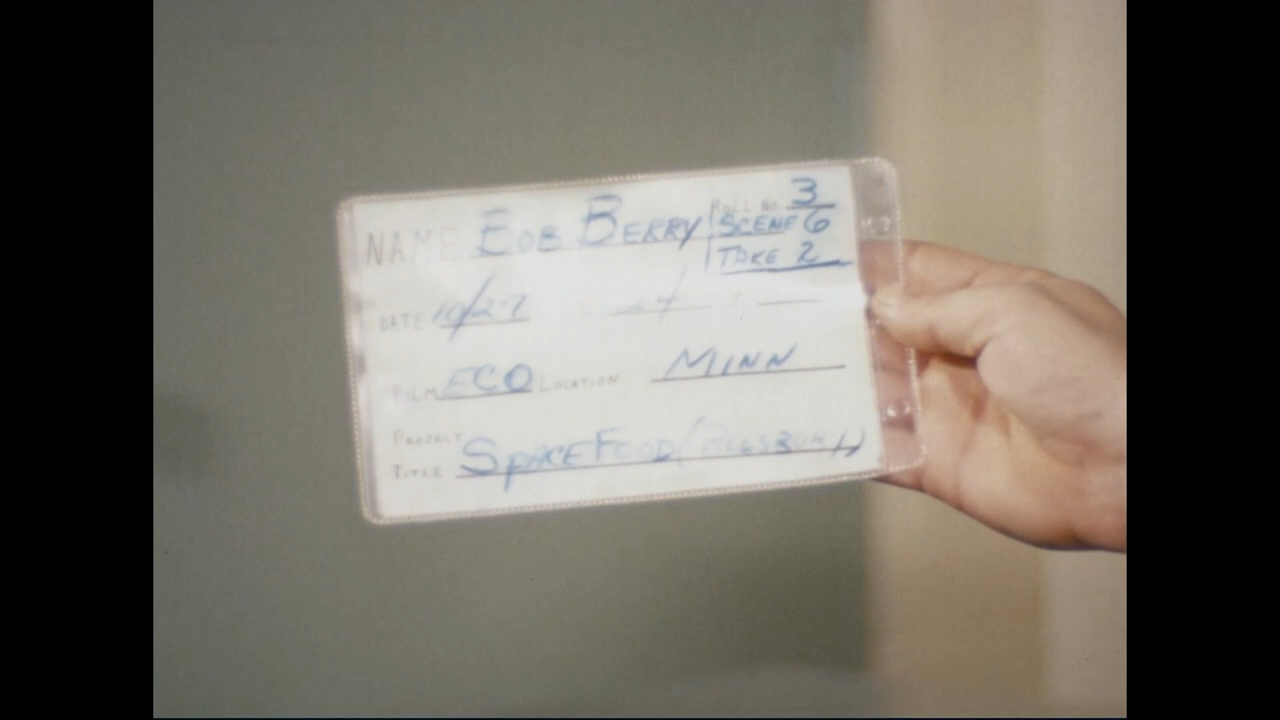 NAME BOB BERRY
ROLL NO. 3
SCENE 6
TAKE 2
DATE 10/27
FILM ECO LOCATION MINN
PROJECT
TITLE SPACE FOOD (PILLSBURY)